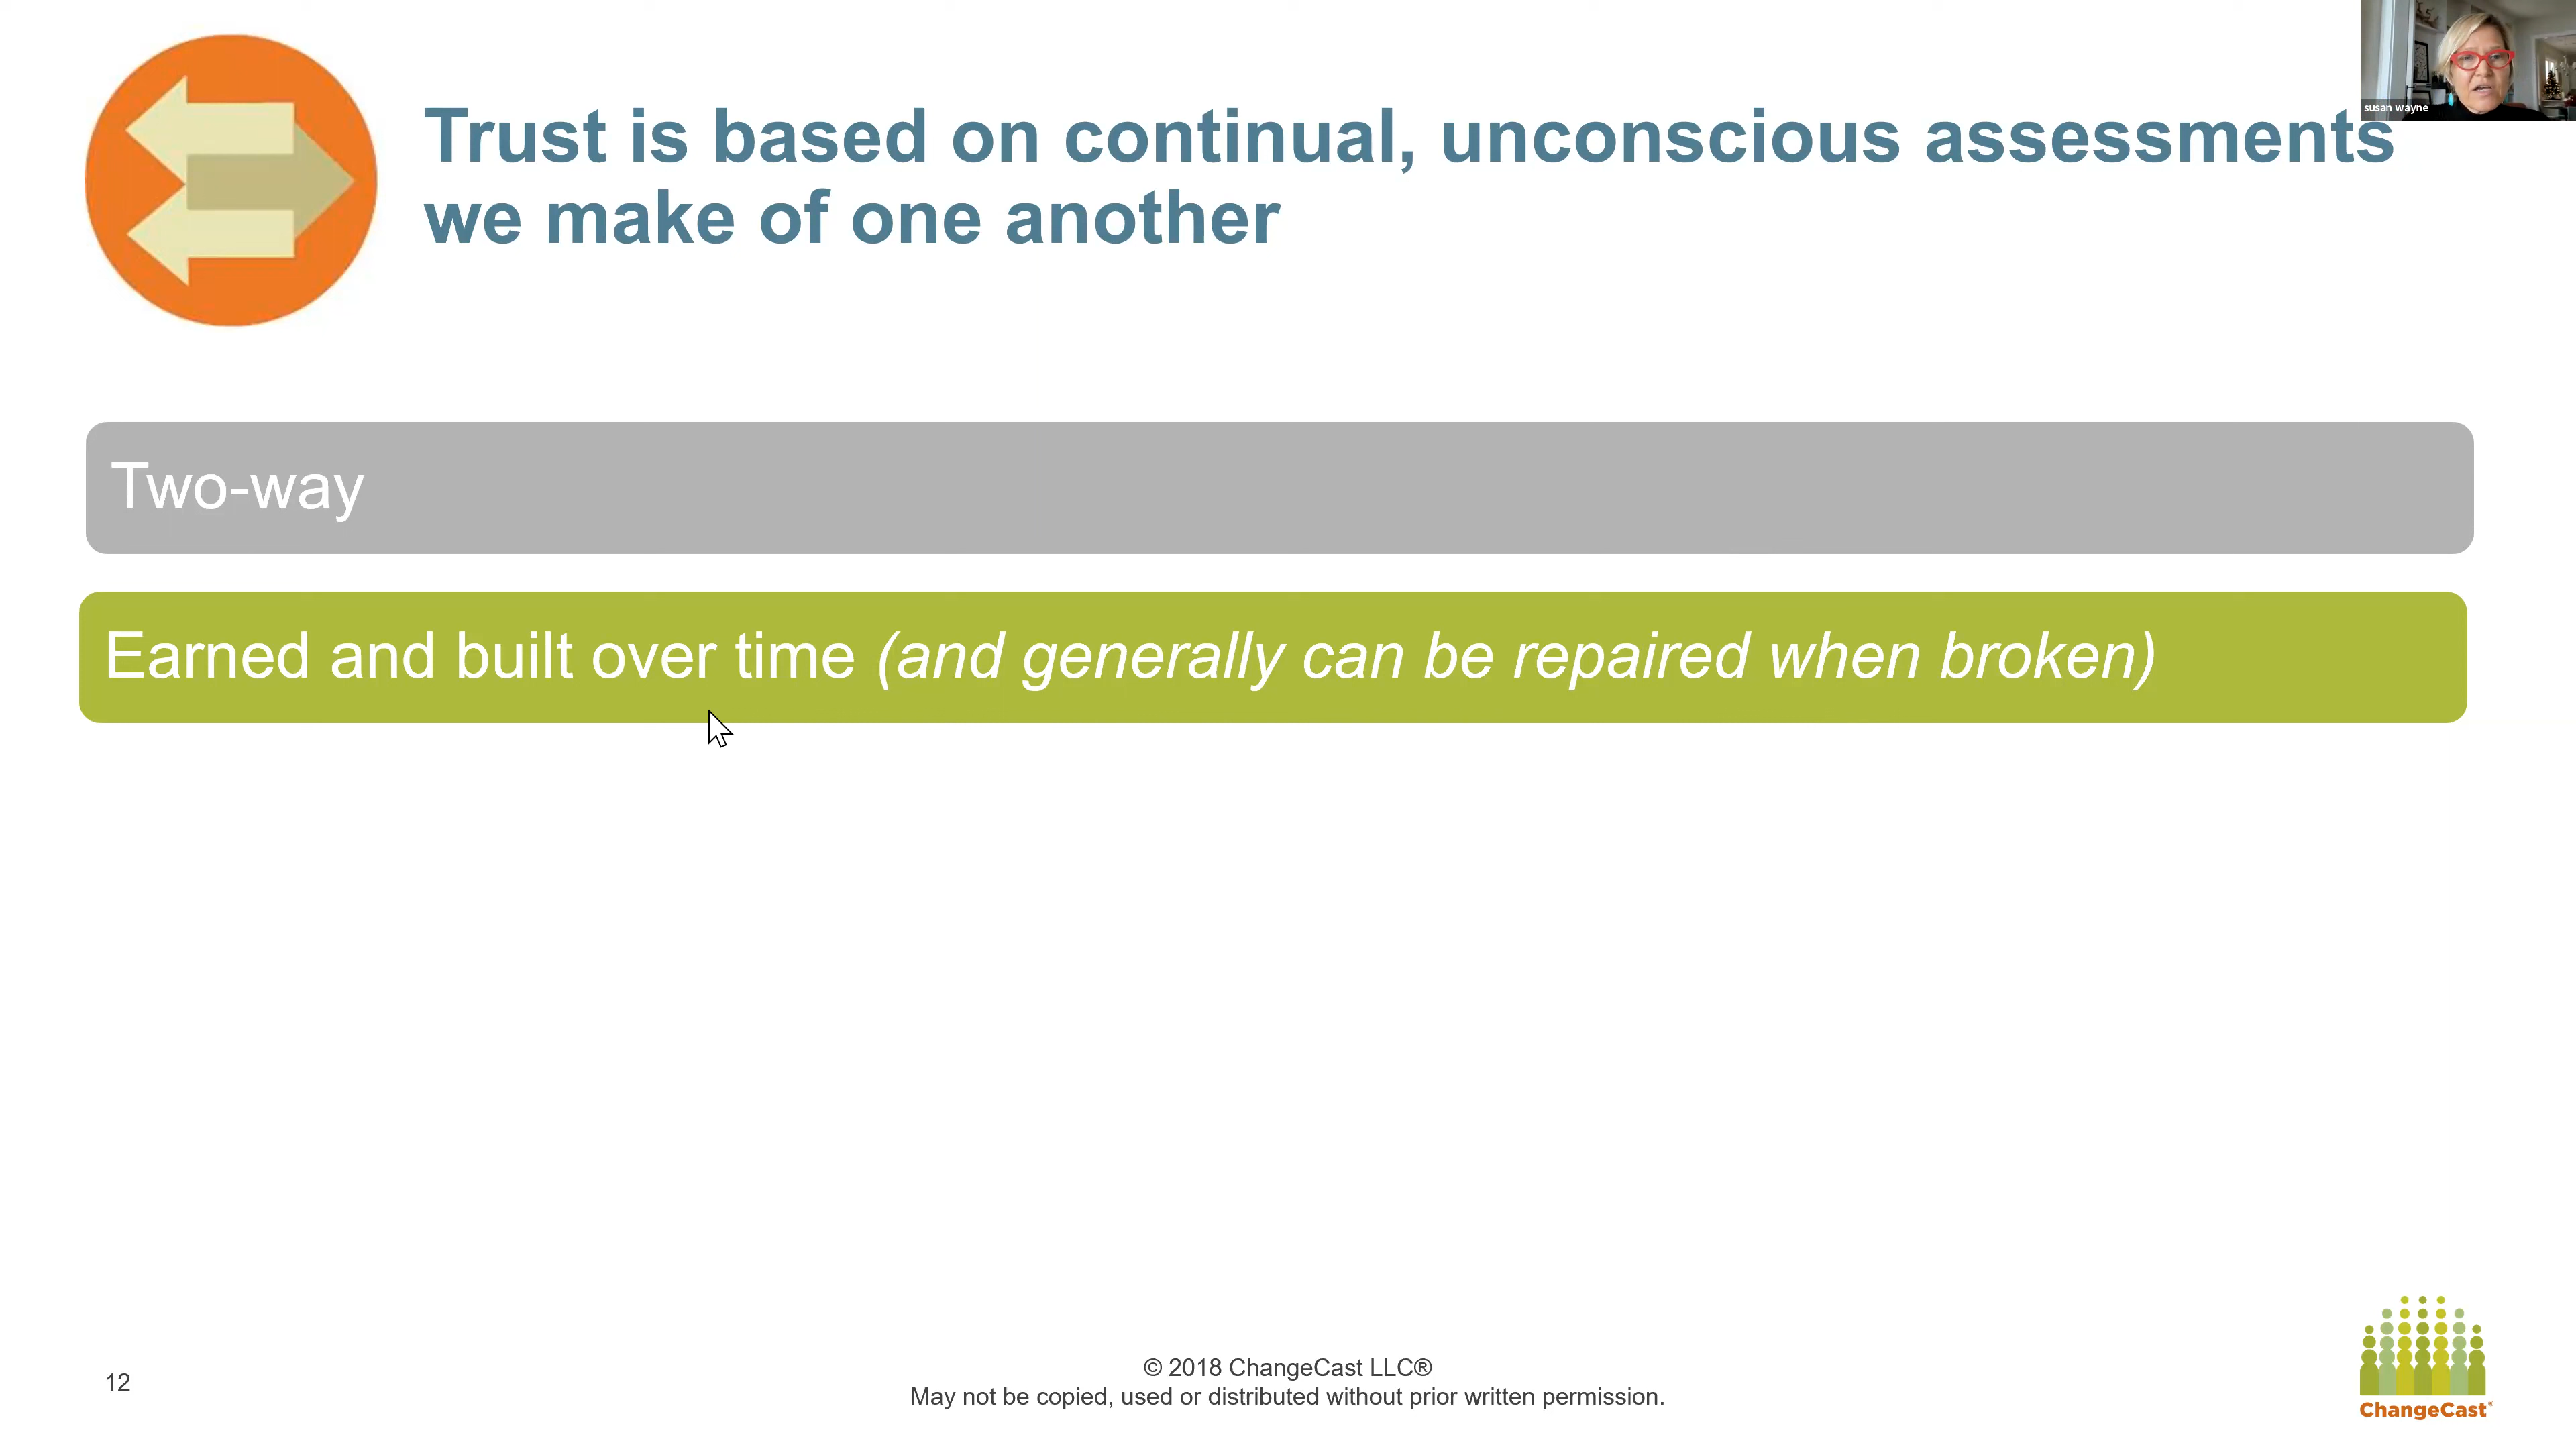 susan wayne
Trust is based on continual, unconscious assessments
we make of one another
Two-way
Earned and built over time (and generally can be repaired when broken)
12
© 2018 ChangeCast LLC®
May not be copied, used or distributed without prior written permission.
ChangeCast®